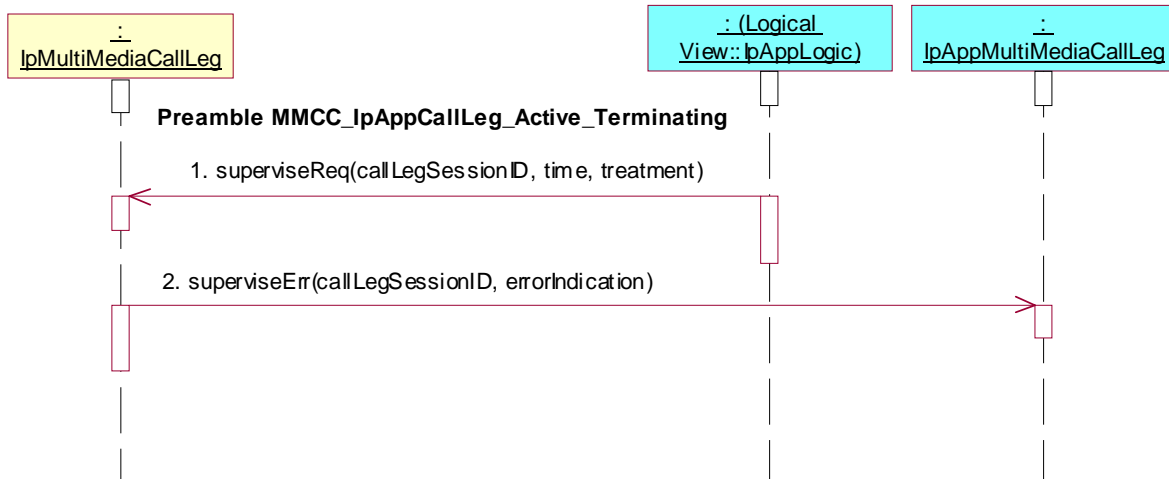 :
IpMultiMediaCallLeg
: (Logical
View::IpAppLogic)
:
IpAppMultiMediaCallLeg
Preamble MMCC_IpAppCallLeg_Active_Terminating
1. superviseReq(callLegSessionID, time, treatment)
2. superviseErr(callLegSessionID, errorIndication)